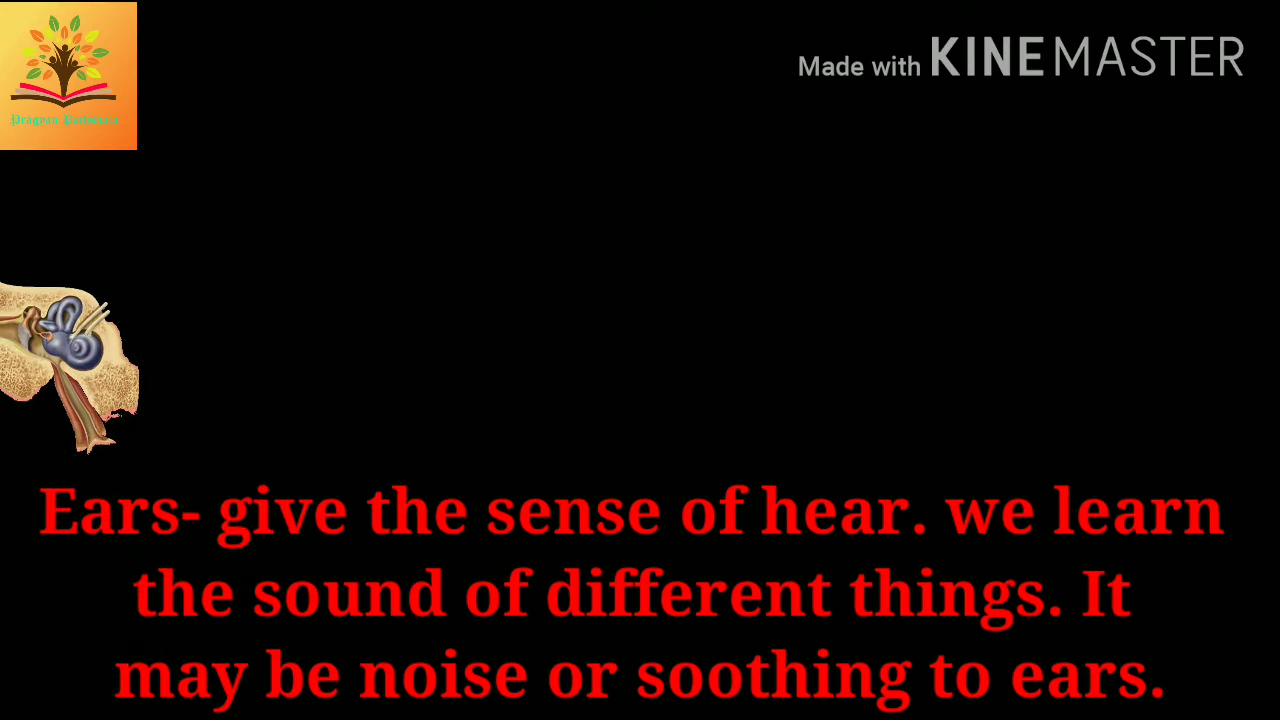 Made with KINEMASTER
Ears- give the sense of hear. we learn
the sound of different things. It
may be noise or soothing to ears.